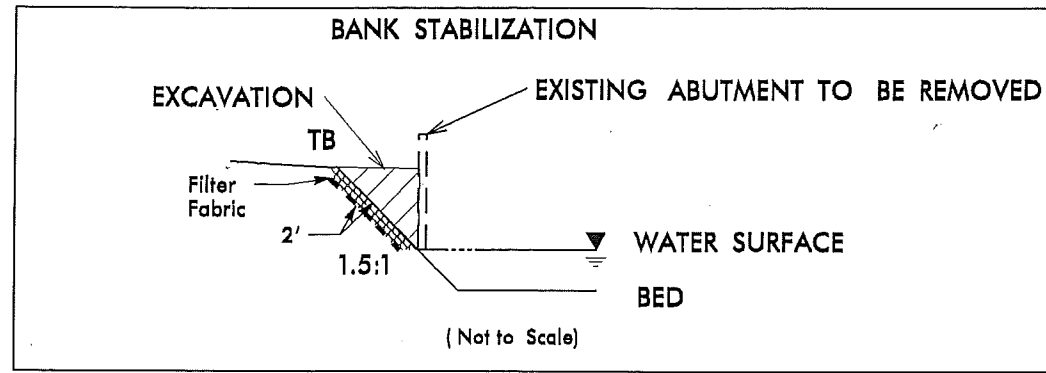 BANK STABILIZATION
EXCAVATION
EXISTING ABUTMENT TO BE REMOVED
TB
Filter
Fabric
2'
1.5:1
WATER SURFACE
BED
(Not to Scale)